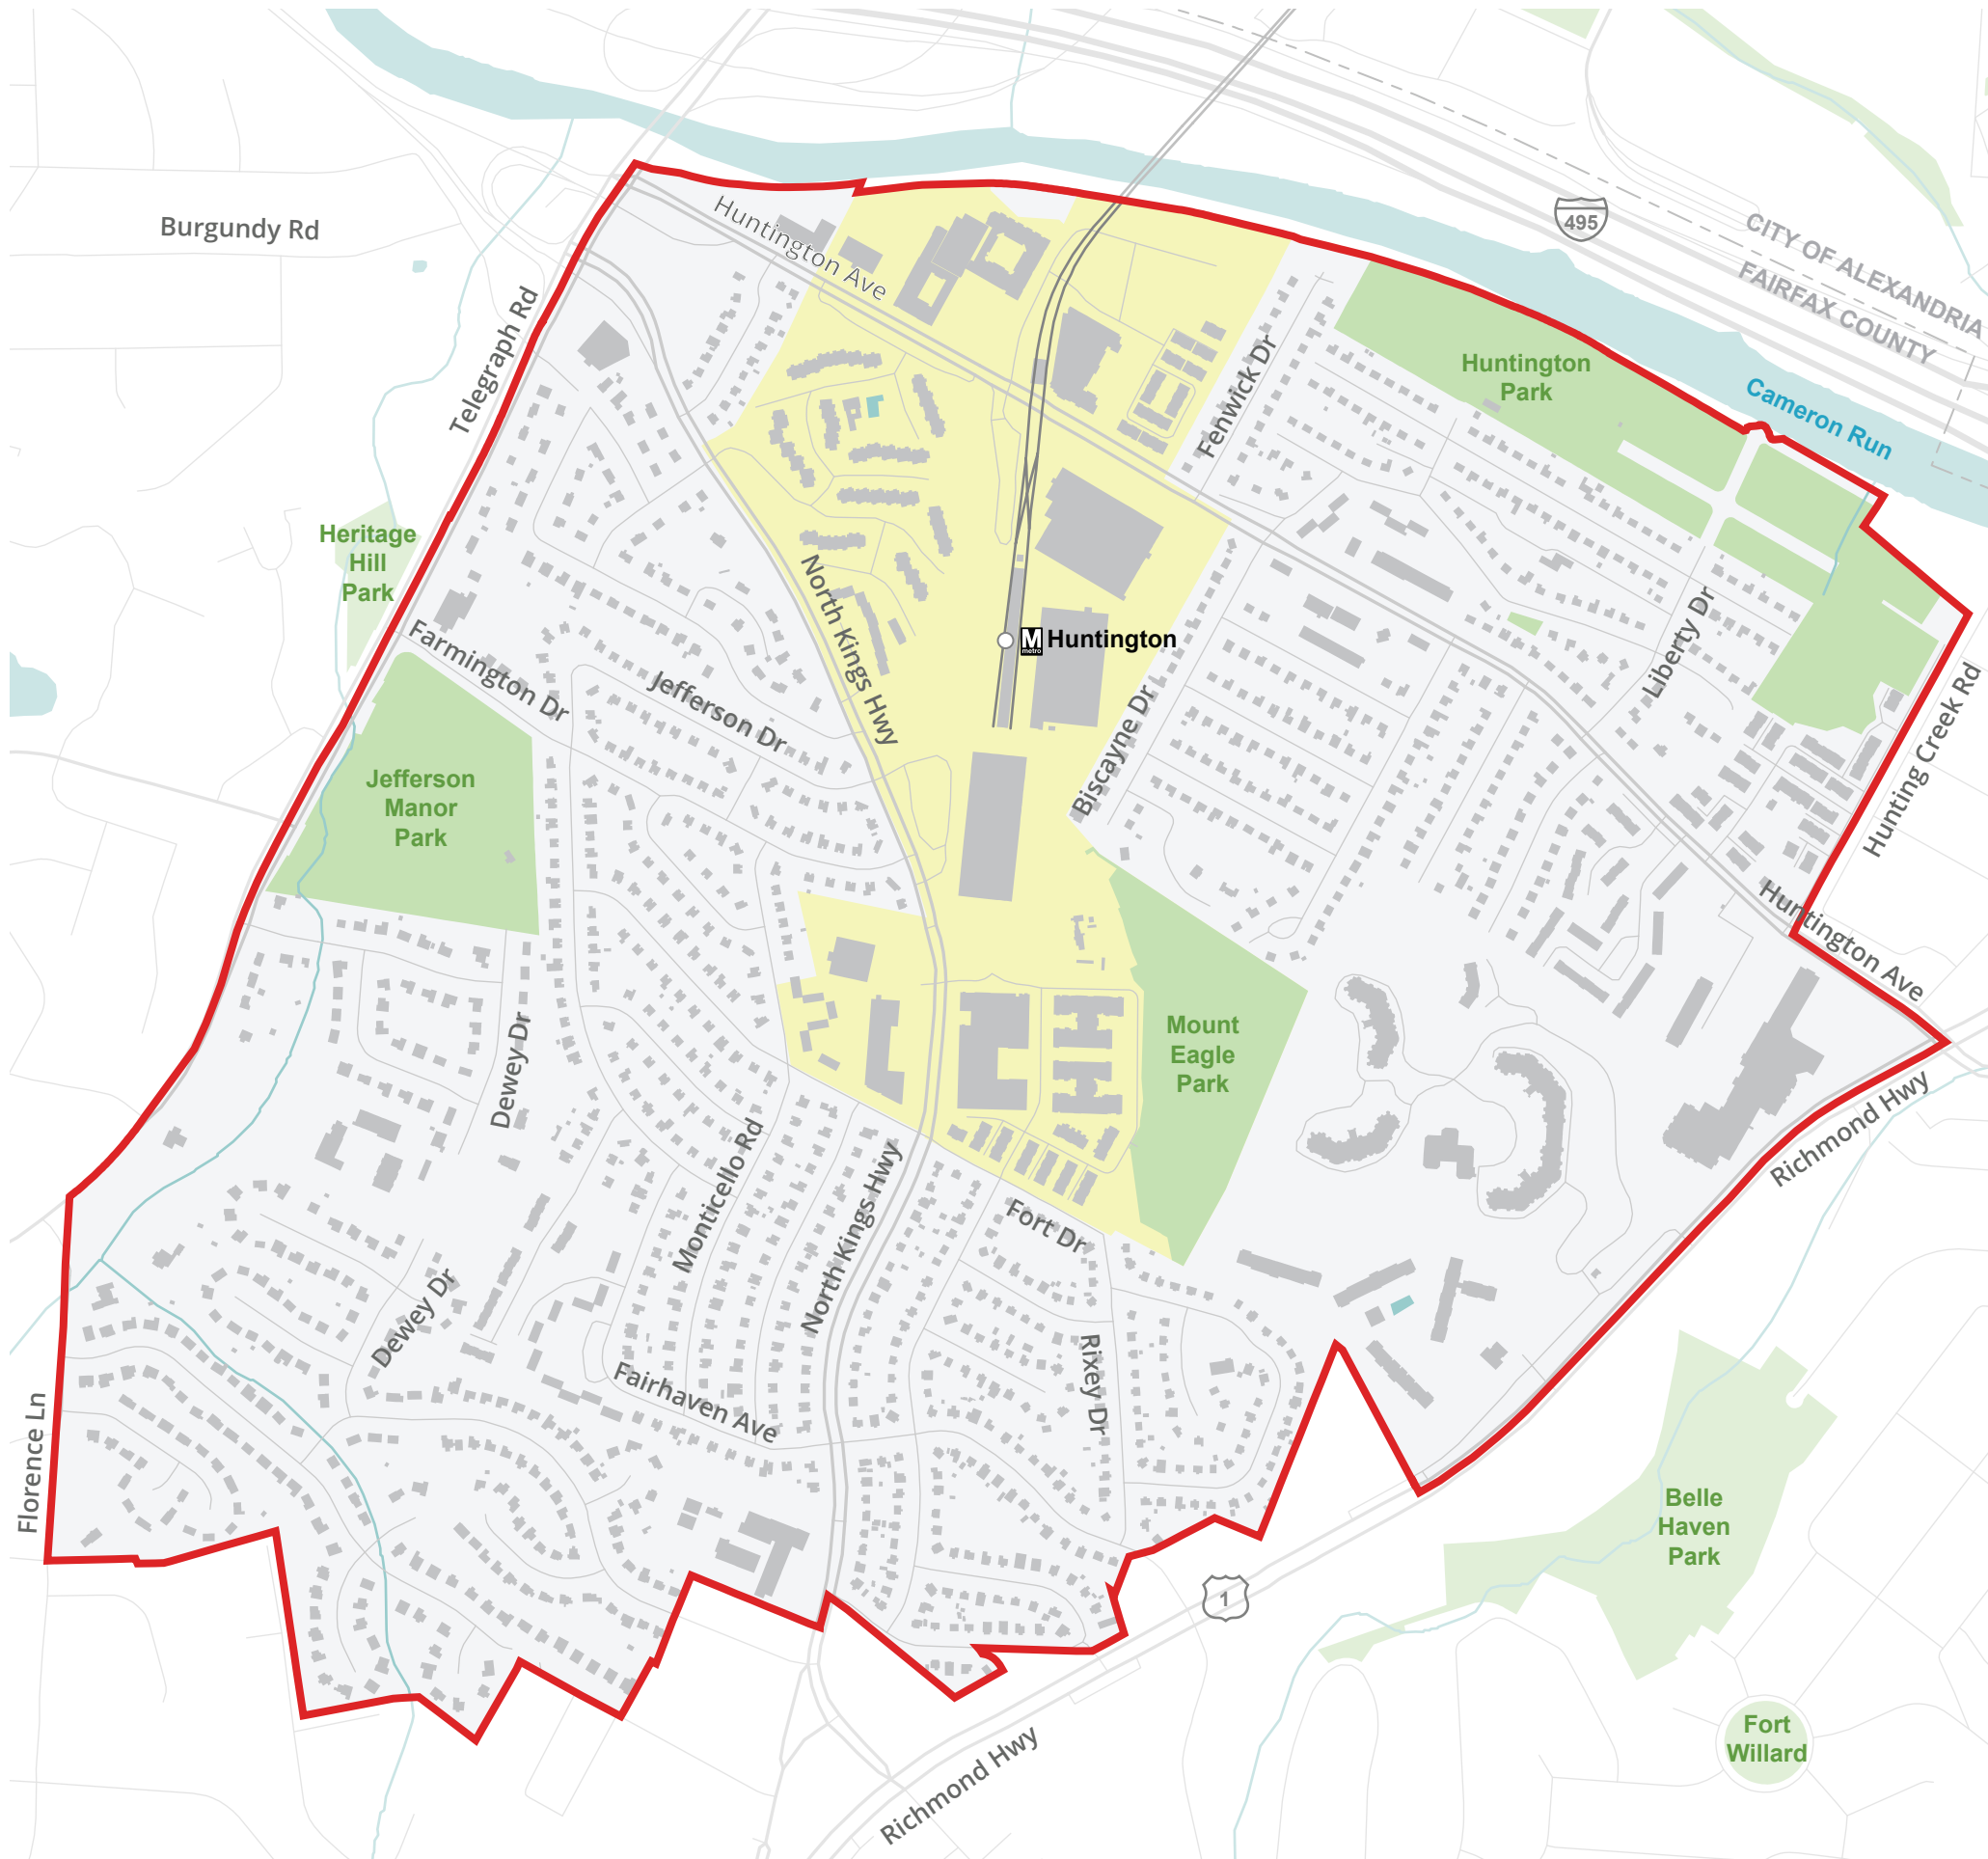 Burgundy Rd
Huntington Ave
495
CITY OF ALEXANDRIA
FAIRFAX COUNTY
Telegraph Rd
Fenwick Dr
Huntington
Park
Cameron Run
Heritage
Hill
Park
North Kings Hwy
M
metro
Huntington
Farmington Dr
Jefferson Dr
Liberty Dr
Biscayne Dr
Hunting Creek Rd
Jefferson
Manor
Park
Huntington Ave
Mount
Eagle
Park
Dewey Dr
Richmond Hwy
Monticello Rd
North Kings Hwy
Fort Dr
Dewey Dr
Rixey Dr
Fairhaven Ave
Florence Ln
Belle
Haven
Park
1
Fort
Willard
Richmond Hwy